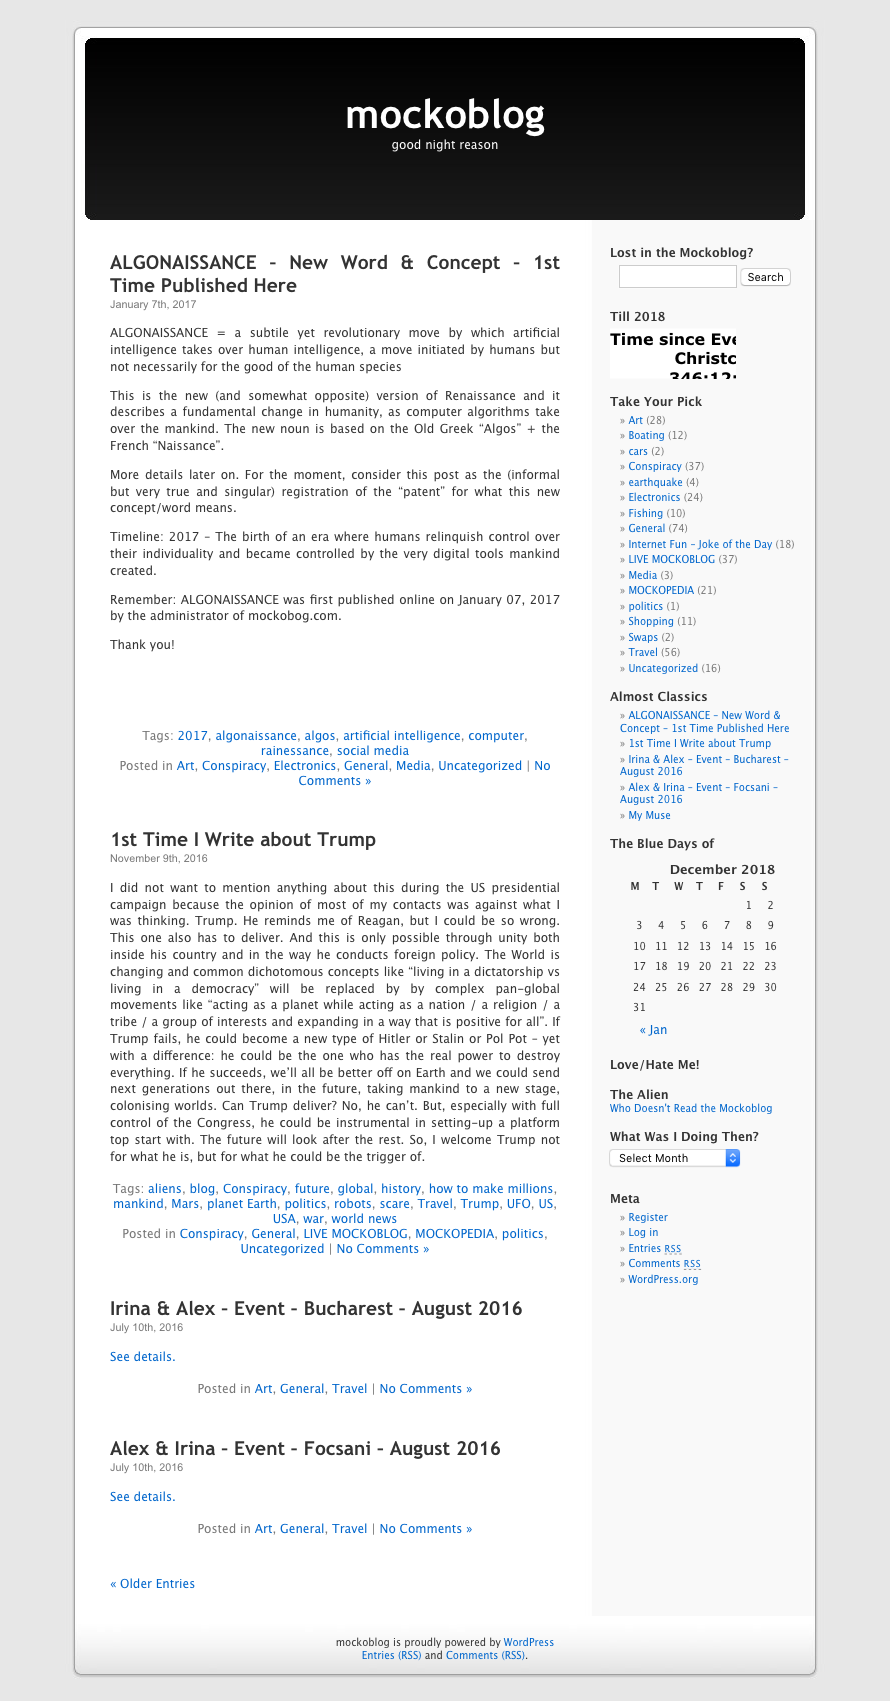 mockoblog
good night reason
ALGONAISSANCE – New Word & Concept – 1st
Time Published Here
January 7th, 2017
ALGONAISSANCE = a subtile yet revolutionary move by which artificial
intelligence takes over human intelligence, a move initiated by humans but
not necessarily for the good of the human species
This is the new (and somewhat opposite) version of Renaissance and it
describes a fundamental change in humanity, as computer algorithms take
over the mankind. The new noun is based on the Old Greek “Algos” + the
French “Naissance”.
More details later on. For the moment, consider this post as the (informal
but very true and singular) registration of the “patent” for what this new
concept/word means.
Timeline: 2017 – The birth of an era where humans relinquish control over
their individuality and became controlled by the very digital tools mankind
created.
Remember: ALGONAISSANCE was first published online on January 07, 2017
by the administrator of mockobog.com.
Thank you!
Tags: 2017, algonaissance, algos, artificial intelligence, computer,
rainessance, social media
Posted in Art, Conspiracy, Electronics, General, Media, Uncategorized | No
Comments »
1st Time I Write about Trump
November 9th, 2016
I did not want to mention anything about this during the US presidential
campaign because the opinion of most of my contacts was against what I
was thinking. Trump. He reminds me of Reagan, but I could be so wrong.
This one also has to deliver. And this is only possible through unity both
inside his country and in the way he conducts foreign policy. The World is
changing and common dichotomous concepts like “living in a dictatorship vs
living in a democracy” will be replaced by by complex pan-global
movements like “acting as a planet while acting as a nation / a religion / a
tribe / a group of interests and expanding in a way that is positive for all”. If
Trump fails, he could become a new type of Hitler or Stalin or Pol Pot – yet
with a difference: he could be the one who has the real power to destroy
everything. If he succeeds, we’ll all be better off on Earth and we could send
next generations out there, in the future, taking mankind to a new stage,
colonising worlds. Can Trump deliver? No, he can’t. But, especially with full
control of the Congress, he could be instrumental in setting-up a platform
top start with. The future will look after the rest. So, I welcome Trump not
for what he is, but for what he could be the trigger of.
Tags: aliens, blog, Conspiracy, future, global, history, how to make millions,
mankind, Mars, planet Earth, politics, robots, scare, Travel, Trump, UFO, US,
USA, war, world news
Posted in Conspiracy, General, LIVE MOCKOBLOG, MOCKOPEDIA, politics,
Uncategorized | No Comments »
Irina & Alex – Event – Bucharest – August 2016
July 10th, 2016
See details.
Posted in Art, General, Travel | No Comments »
Alex & Irina – Event – Focsani – August 2016
July 10th, 2016
See details.
Posted in Art, General, Travel | No Comments »
« Older Entries
Lost in the Mockoblog?
Search
Till 2018
Time since Eve
Christc
346:12:
Take Your Pick
» Art (28)
» Boating (12)
» cars (2)
» Conspiracy (37)
» earthquake (4)
» Electronics (24)
» Fishing (10)
» General (74)
» Internet Fun – Joke of the Day (18)
» LIVE MOCKOBLOG (37)
» Media (3)
» MOCKOPEDIA (21)
» politics (1)
» Shopping (11)
» Swaps (2)
» Travel (56)
» Uncategorized (16)
Almost Classics
» ALGONAISSANCE – New Word &
Concept – 1st Time Published Here
» 1st Time I Write about Trump
» Irina & Alex – Event – Bucharest –
August 2016
» Alex & Irina – Event – Focsani –
August 2016
» My Muse
The Blue Days of
December 2018
M T W T F S S
1 2
3 4 5 6 7 8 9
10 11 12 13 14 15 16
17 18 19 20 21 22 23
24 25 26 27 28 29 30
31
« Jan
Love/Hate Me!
The Alien
Who Doesn't Read the Mockoblog
What Was I Doing Then?
Select Month
Meta
» Register
» Log in
» Entries RSS
» Comments RSS
» WordPress.org
mockoblog is proudly powered by WordPress
Entries (RSS) and Comments (RSS).